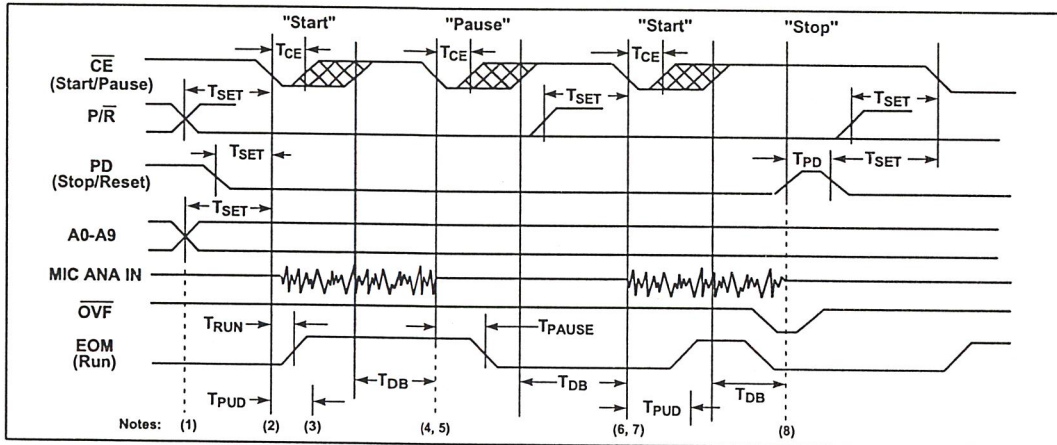 "Start" "Pause" "Start" "Stop"
TCE TCE TCE
CE
(Start/Pause)
TSET TSET TSET
P/R
TSET TPD TSET
PD
(Stop/Reset)
TSET
A0-A9
MIC ANA IN
OVF
TRUN TPAUSE
EOM
(Run)
TDB TDB TDB
TPUD TPUD
Notes: (1) (2) (3) (4, 5) (6, 7) (8)